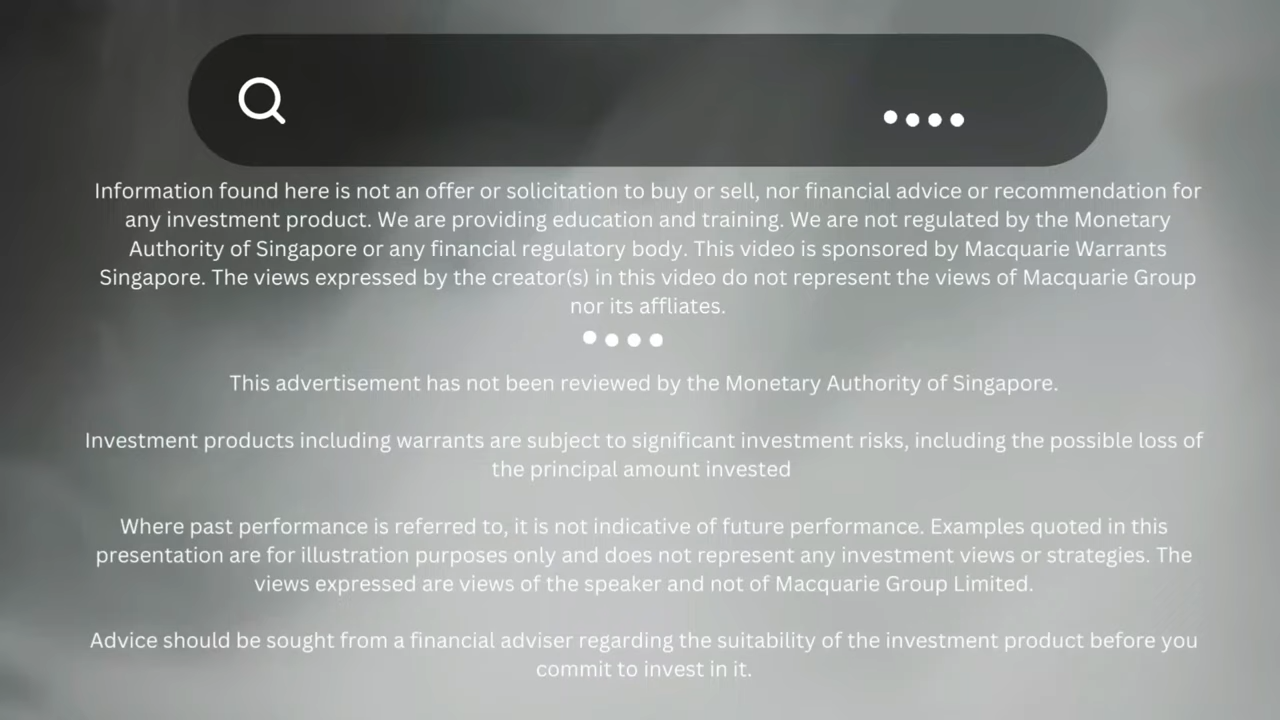 Information found here is not an offer or solicitation to buy or sell, nor financial advice or recommendation for
any investment product. We are providing education and training. We are not regulated by the Monetary
Authority of Singapore or any financial regulatory body. This video is sponsored by Macquarie Warrants
Singapore. The views expressed by the creator(s) in this video do not represent the views of Macquarie Group
nor its affliates.
This advertisement has not been reviewed by the Monetary Authority of Singapore.
Investment products including warrants are subject to significant investment risks, including the possible loss of
the principal amount invested
Where past performance is referred to, it is not indicative of future performance. Examples quoted in this
presentation are for illustration purposes only and does not represent any investment views or strategies. The
views expressed are views of the speaker and not of Macquarie Group Limited.
Advice should be sought from a financial adviser regarding the suitability of the investment product before you
commit to invest in it.